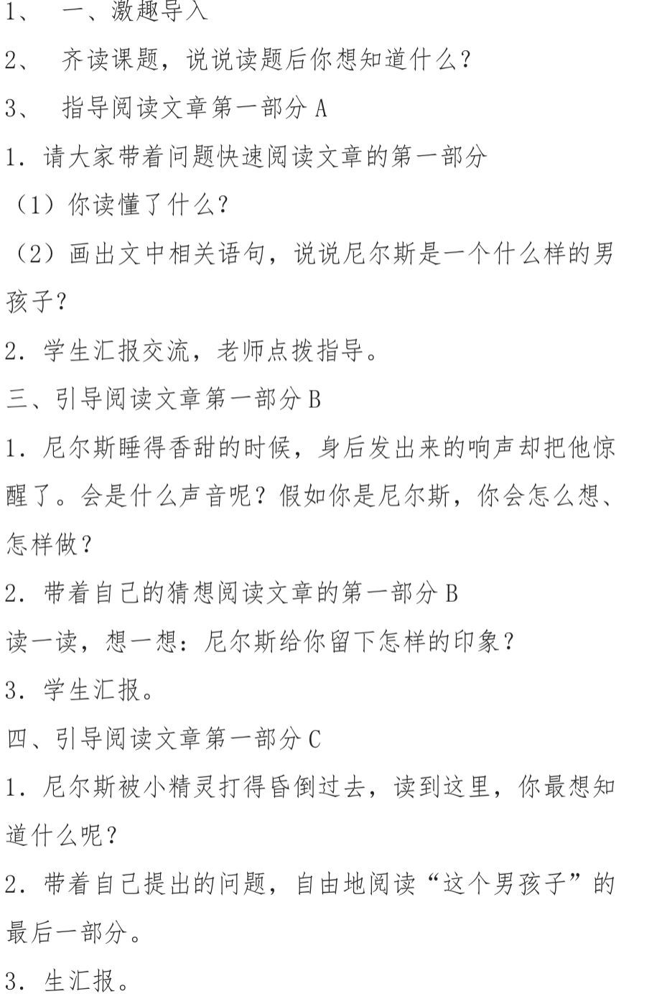 1、 一、激趣导入
2、 齐读课题，说说读题后你想知道什么？
3、 指导阅读文章第一部分 A
1．请大家带着问题快速阅读文章的第一部分
（1）你读懂了什么？
（2）画出文中相关语句，说说尼尔斯是一个什么样的男
孩子？
2．学生汇报交流，老师点拨指导。
三、引导阅读文章第一部分 B
1．尼尔斯睡得香甜的时候，身后发出来的响声却把他惊
醒了。会是什么声音呢？假如你是尼尔斯，你会怎么想、
怎样做？
2．带着自己的猜想阅读文章的第一部分 B
读一读，想一想：尼尔斯给你留下怎样的印象？
3．学生汇报。
四、引导阅读文章第一部分 C
1．尼尔斯被小精灵打得昏倒过去，读到这里，你最想知
道什么呢？
2．带着自己提出的问题，自由地阅读“这个男孩子”的
最后一部分。
3．生汇报。